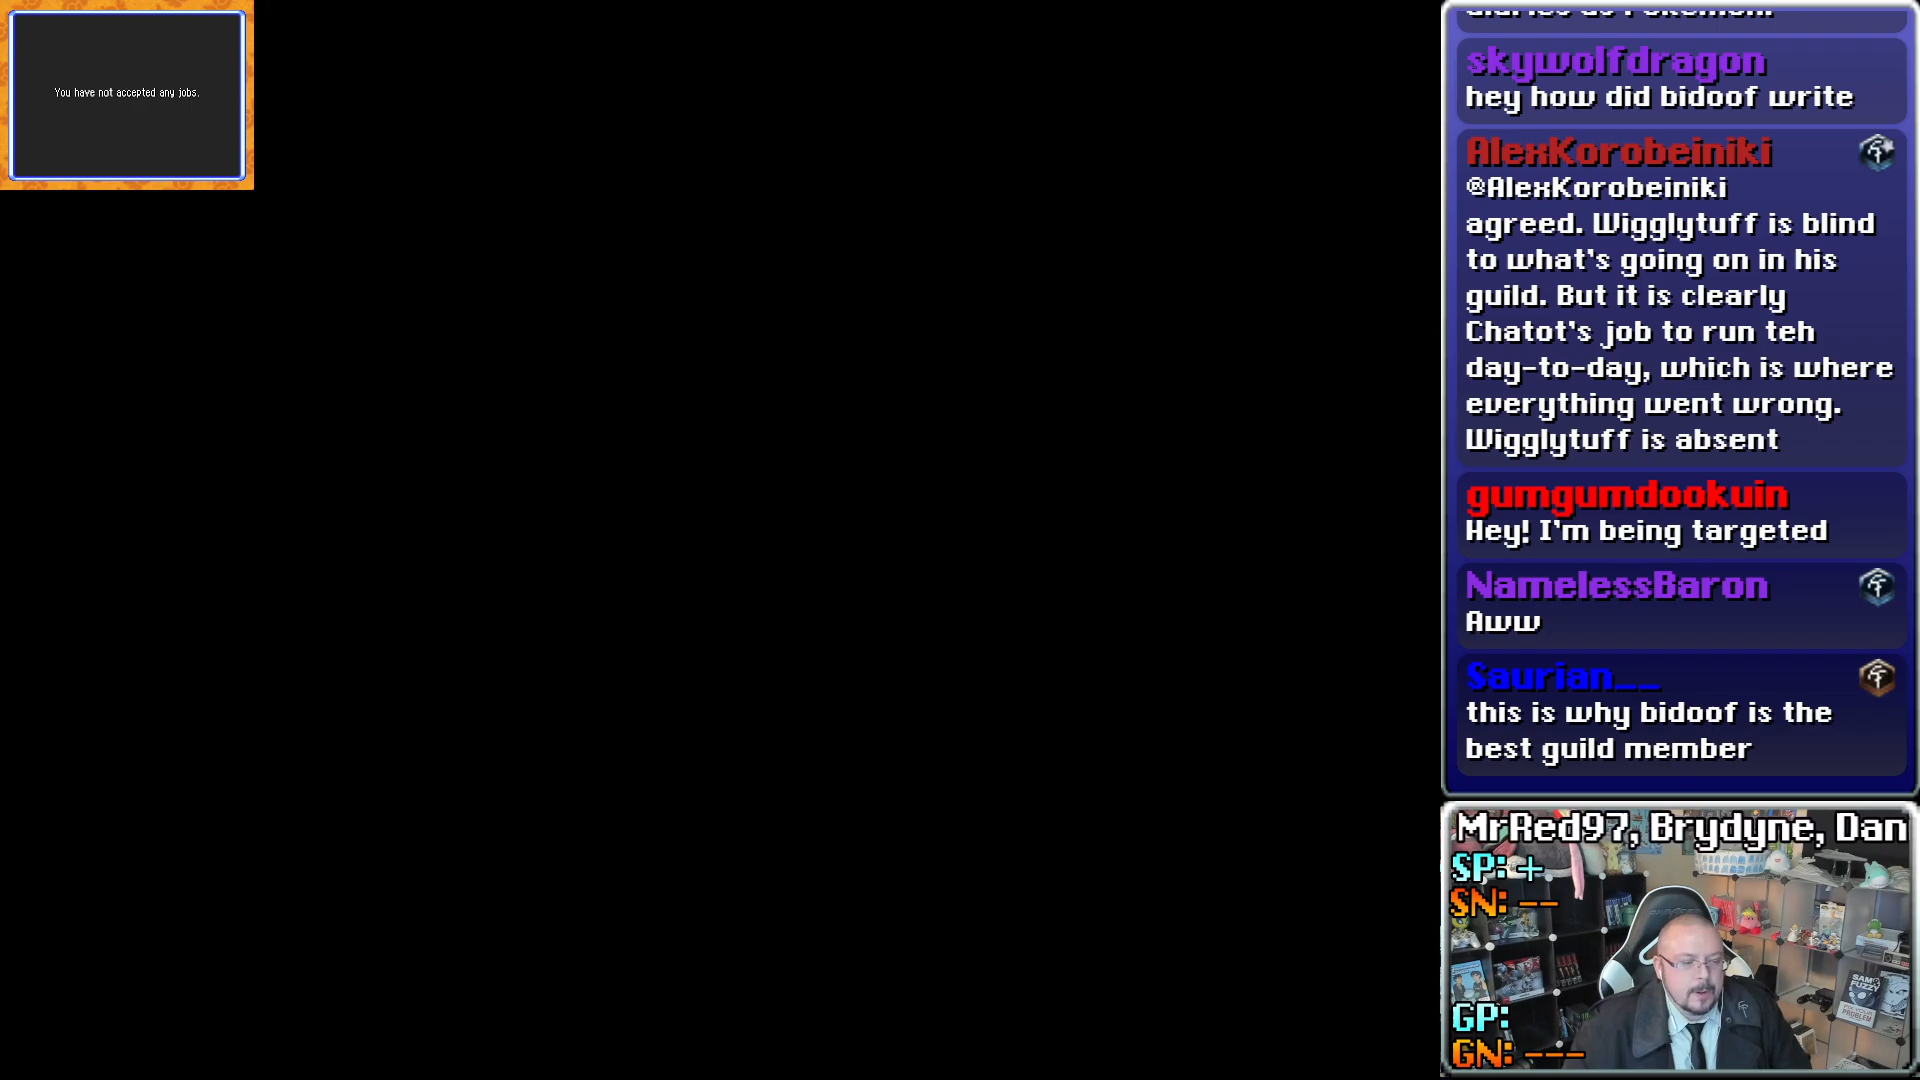 You have not accepted any jobs.
skywolfdragon
hey how did bidoof write
AlexKorobeiniki
@AlexKorobeiniki
agreed. Wigglytuff is blind
to what's going on in his
guild. But it is clearly
Chatot's job to run teh
day-to-day, which is where
everything went wrong.
Wigglytuff is absent
gumgumdookuin
Hey! I'm being targeted
NamelessBaron
Aww
Saurian__
this is why bidoof is the
best guild member
MrRed97, Brydyne, Dan
SP: +
SN: --
GP:
GN: ---
SAM
FUZZY
PROBLEM